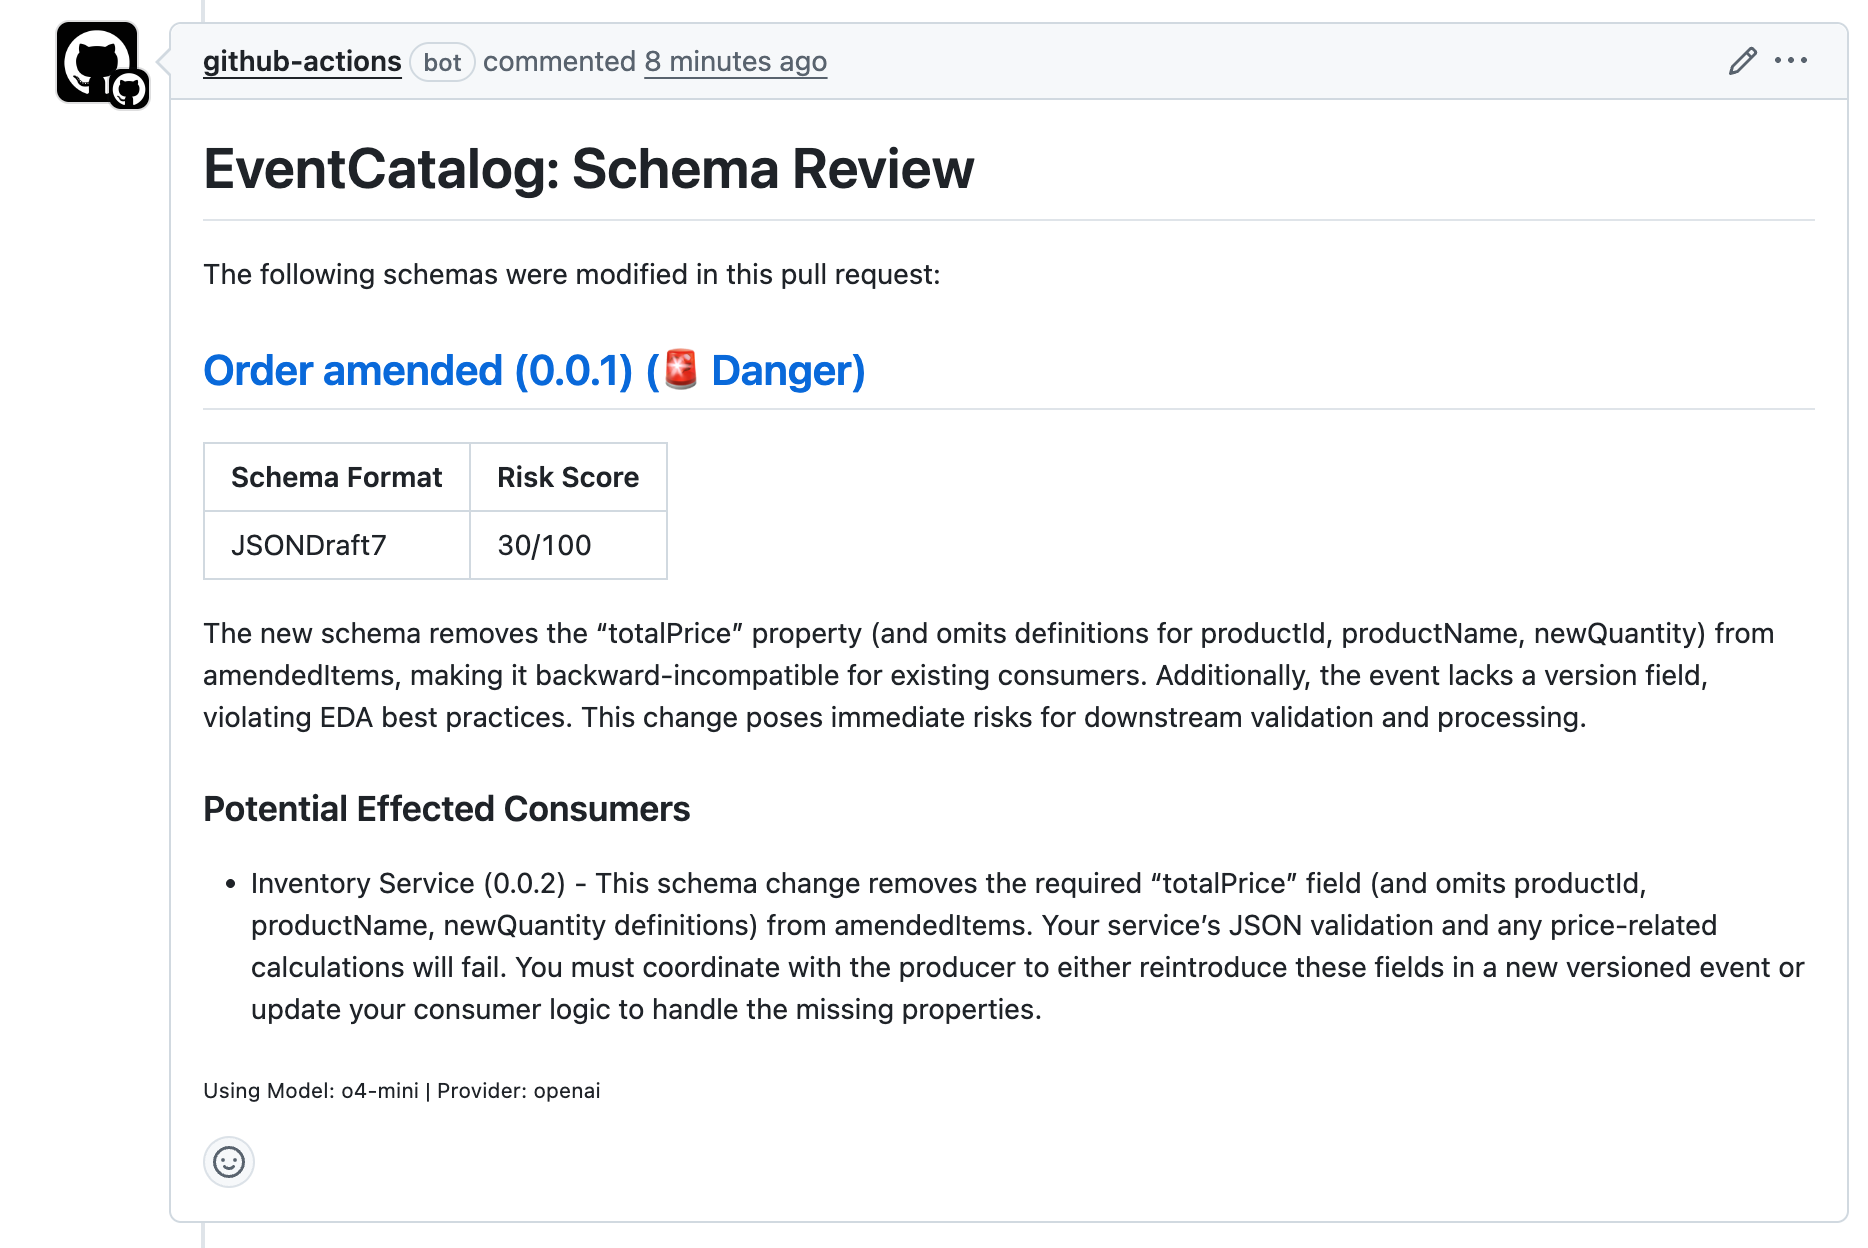 github-actions bot commented 8 minutes ago
EventCatalog: Schema Review
The following schemas were modified in this pull request:
Order amended (0.0.1) (🚨 Danger)
Schema Format Risk Score
JSONDraft7 30/100
The new schema removes the “totalPrice” property (and omits definitions for productId, productName, newQuantity) from
amendedItems, making it backward-incompatible for existing consumers. Additionally, the event lacks a version field,
violating EDA best practices. This change poses immediate risks for downstream validation and processing.
Potential Effected Consumers
• Inventory Service (0.0.2) - This schema change removes the required “totalPrice” field (and omits productId,
productName, newQuantity definitions) from amendedItems. Your service’s JSON validation and any price-related
calculations will fail. You must coordinate with the producer to either reintroduce these fields in a new versioned event or
update your consumer logic to handle the missing properties.
Using Model: o4-mini | Provider: openai